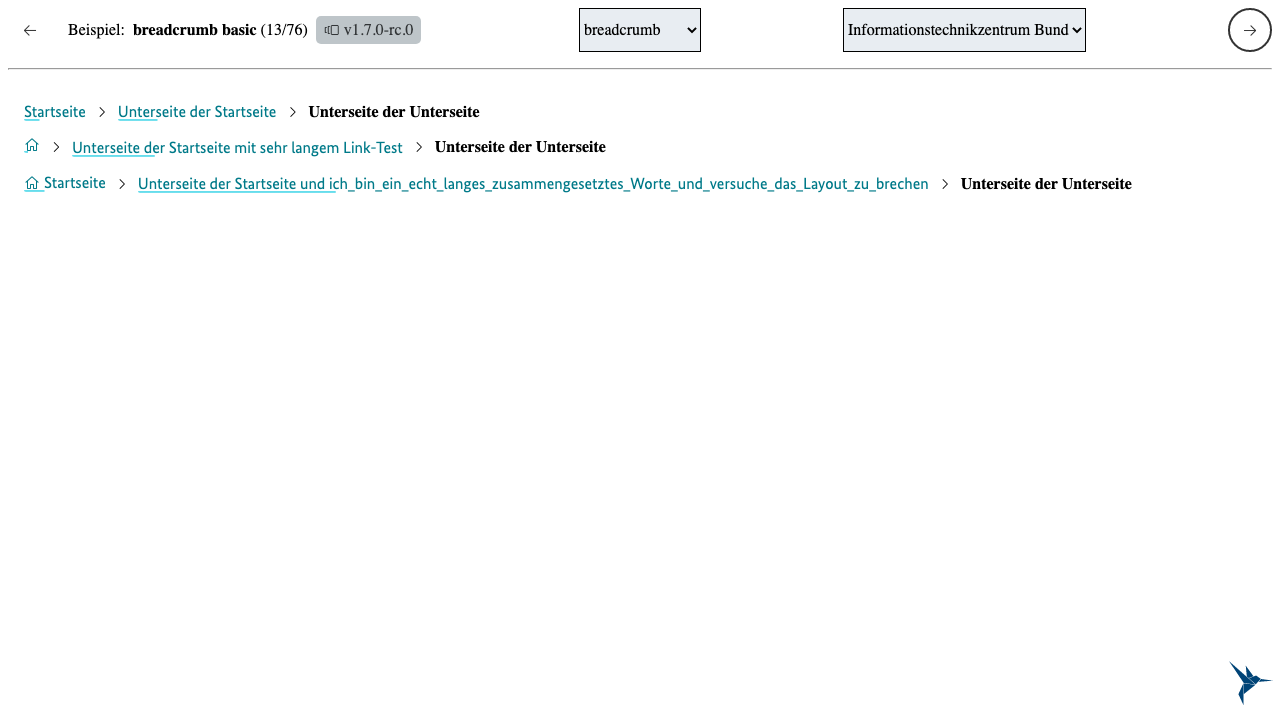 Beispiel: breadcrumb basic (13/76) v1.7.0-rc.0 breadcrumb Informationstechnikzentrum Bund
Startseite Unterseite der Startseite Unterseite der Unterseite
Unterseite der Startseite mit sehr langem Link-Test Unterseite der Unterseite
Startseite Unterseite der Startseite und ich_bin_ein_echt_langes_zusammengesetztes_Worte_und_versuche_das_Layout_zu_brechen Unterseite der Unterseite